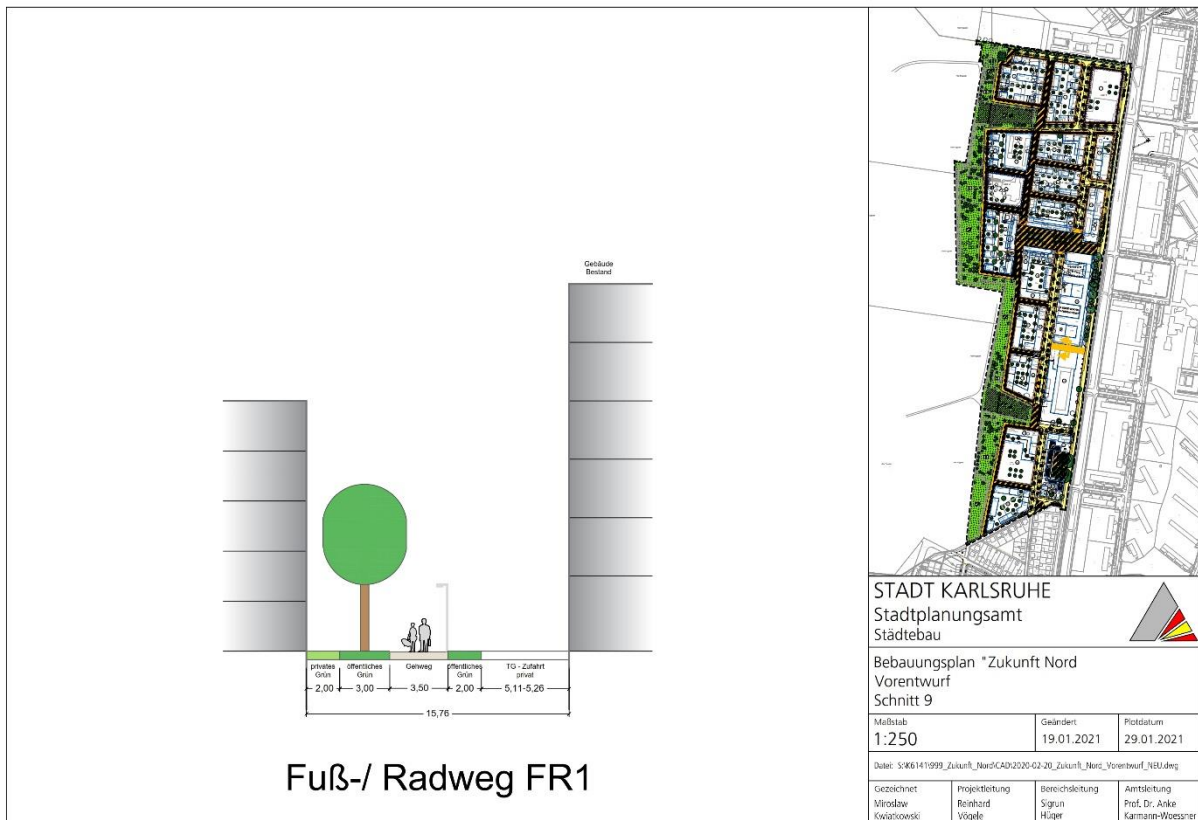 Gebäude
Bestand
privates
Grün
öffentliches
Grün
Gehweg
öffentliches
Grün
TG - Zufahrt
privat
2,00
3,00
3,50
2,00
5,11-5,26
15,76
Fuß-/ Radweg FR1
STADT KARLSRUHE
Stadtplanungsamt
Städtebau
Bebauungsplan "Zukunft Nord
Vorentwurf
Schnitt 9
Maßstab
1:250
Geändert
19.01.2021
Plotdatum
29.01.2021
Datei: S:\K6141\999_Zukunft_Nord\CAD\2020-02-20_Zukunft_Nord_Vorentwurf_NEU.dwg
Gezeichnet
Miroslaw
Kwiatkowski
Projektleitung
Reinhard
Vögele
Bereichsleitung
Sigrun
Hüger
Amtsleitung
Prof. Dr. Anke
Karmann-Woessner